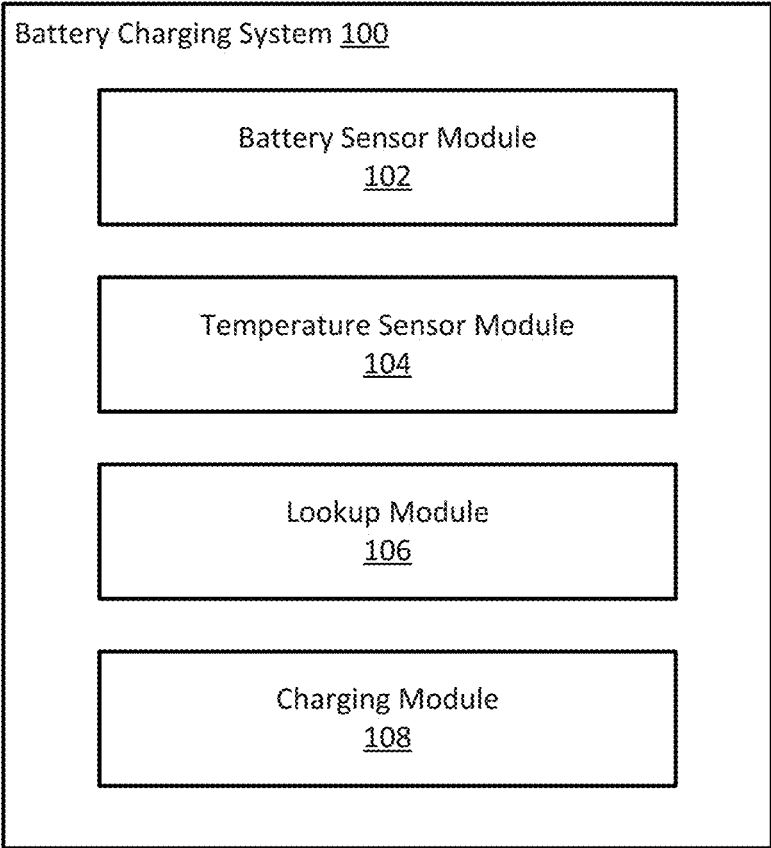 Battery Charging System 100
Battery Sensor Module
102
Temperature Sensor Module
104
Lookup Module
106
Charging Module
108